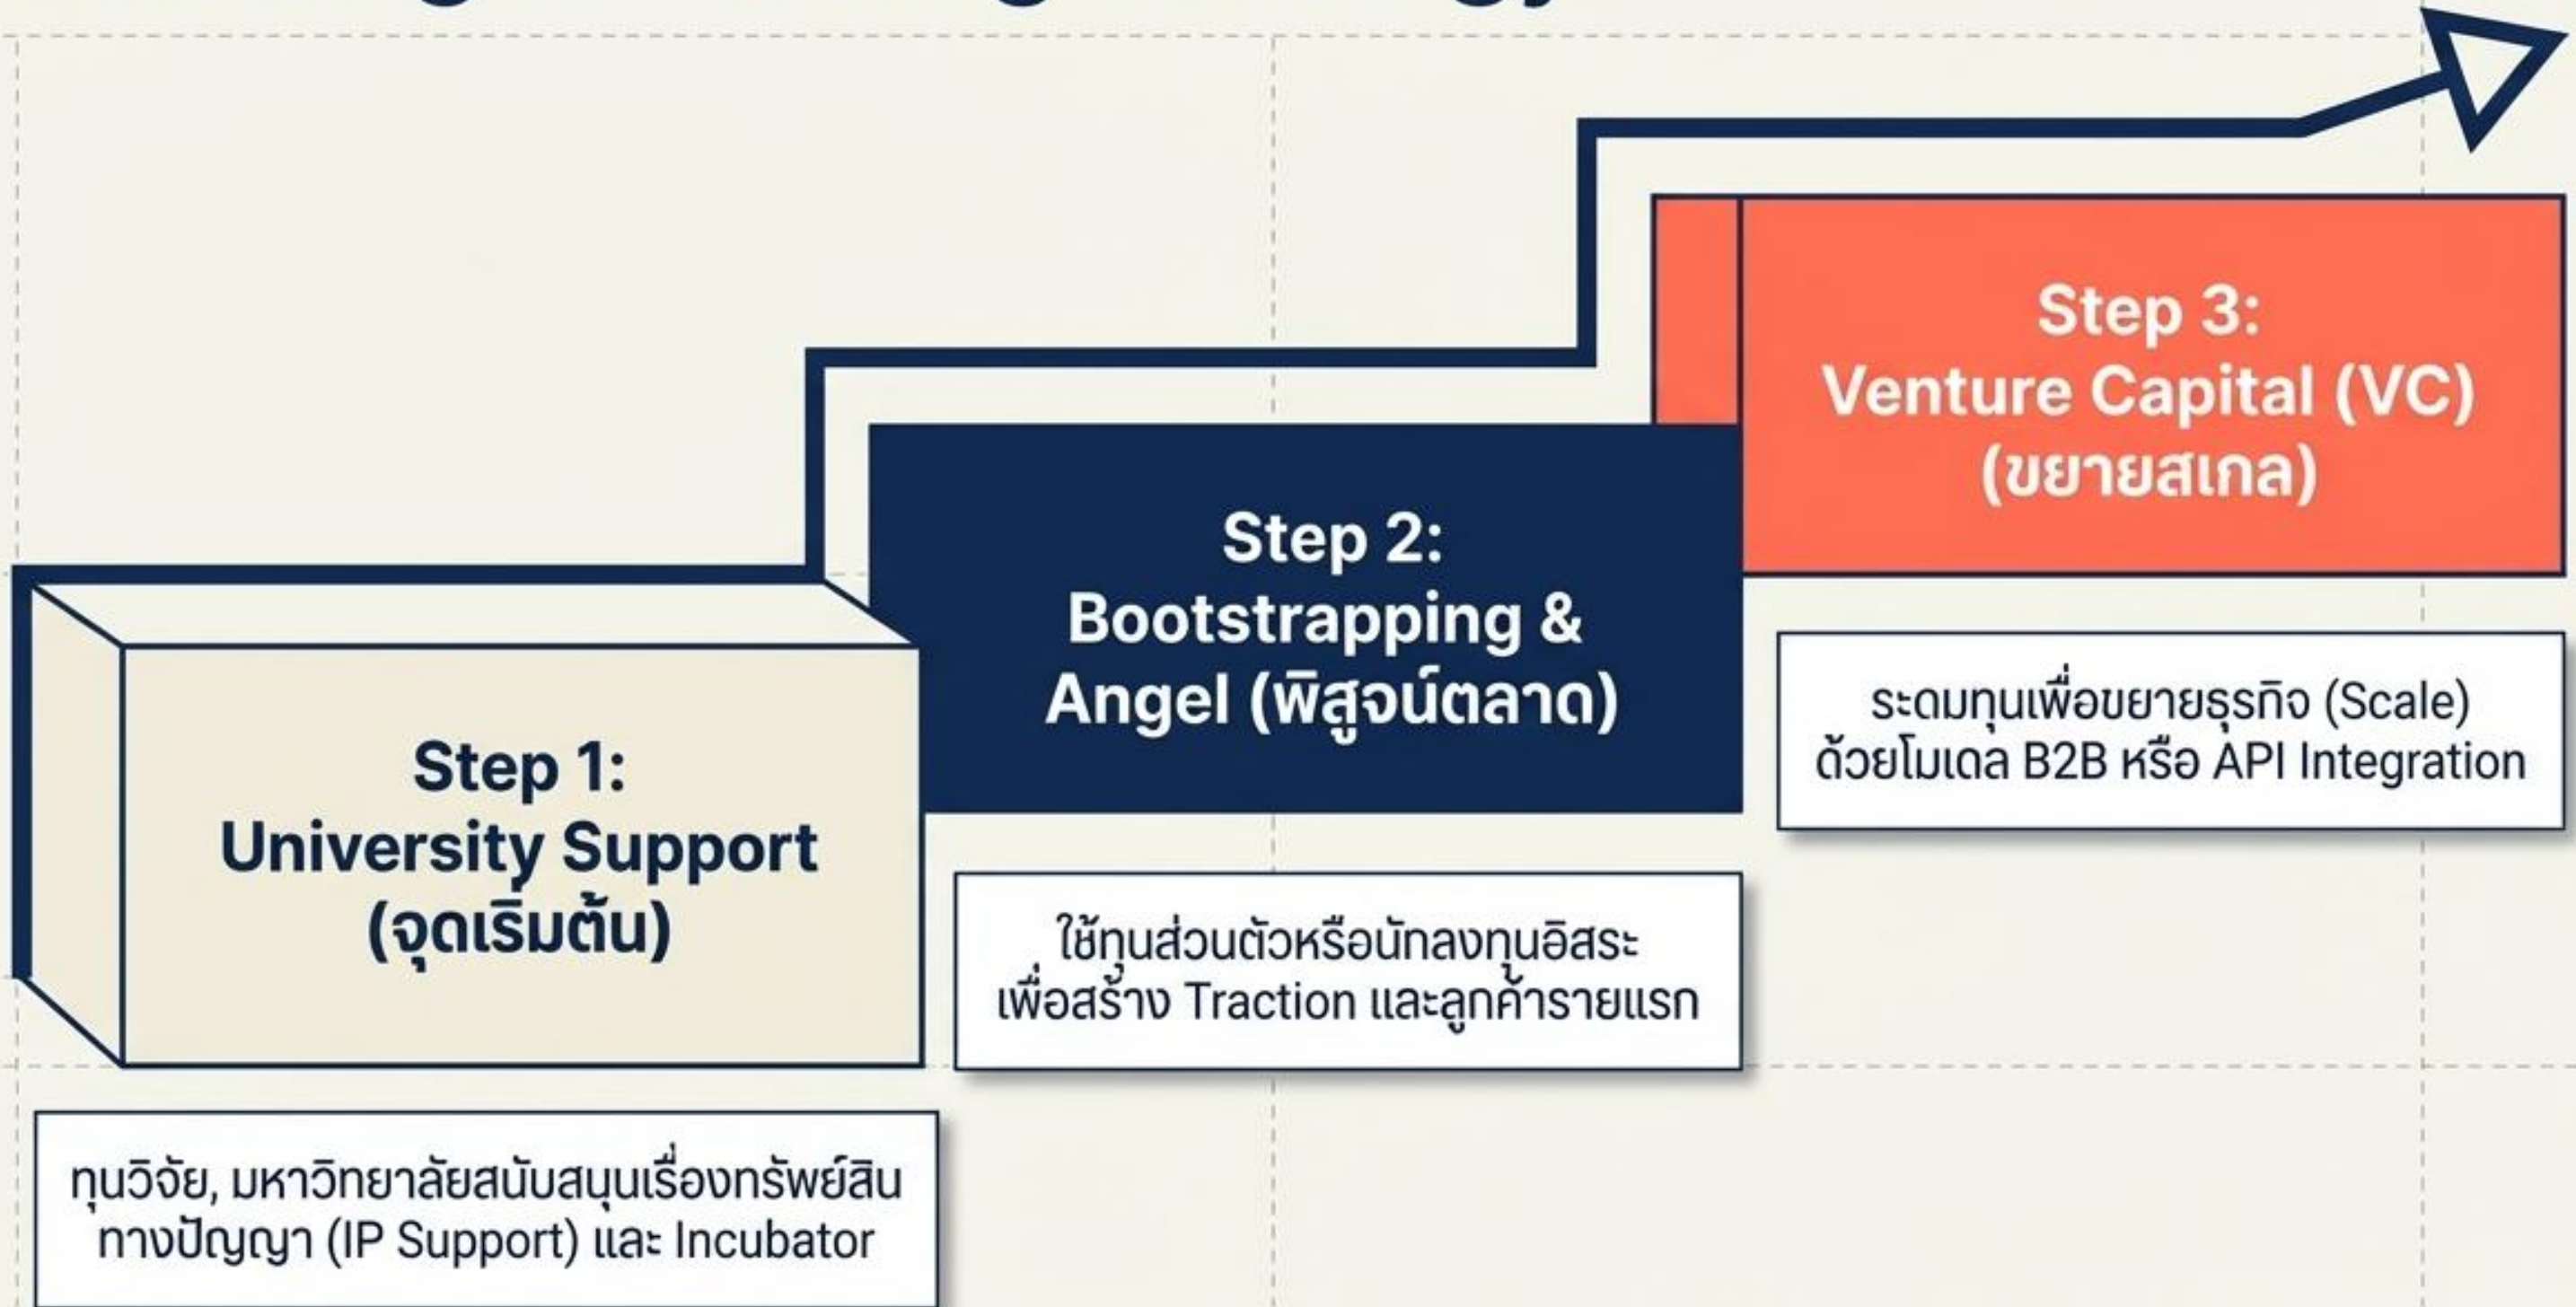 Step 1:
University Support
(จุดเริ่มต้น)
ทุนวิจัย, มหาวิทยาลัยสนับสนุนเรื่องทรัพย์สิน
ทางปัญญา (IP Support) และ Incubator
Step 2:
Bootstrapping &
Angel (พิสูจน์ตลาด)
ใช้ทุนส่วนตัวหรือนักลงทุนอิสระ
เพื่อสร้าง Traction และลูกค้ารายแรก
Step 3:
Venture Capital (VC)
(ขยายสเกล)
ระดมทุนเพื่อขยายธุรกิจ (Scale)
ด้วยโมเดล B2B หรือ API Integration